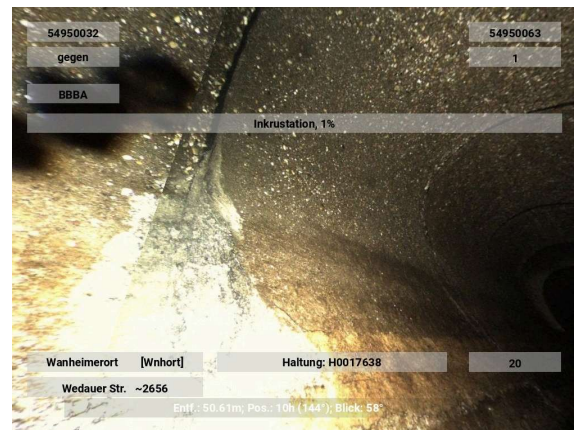 54950032 54950063
gegen 1
BBBA
Inkrustation, 1%
Wanheimerort [Wnhort] Haltung: H0017638 20
Wedauer Str. ~2656
Entf.: 50.61m; Pos.: 10h (144°); Blick: 58°